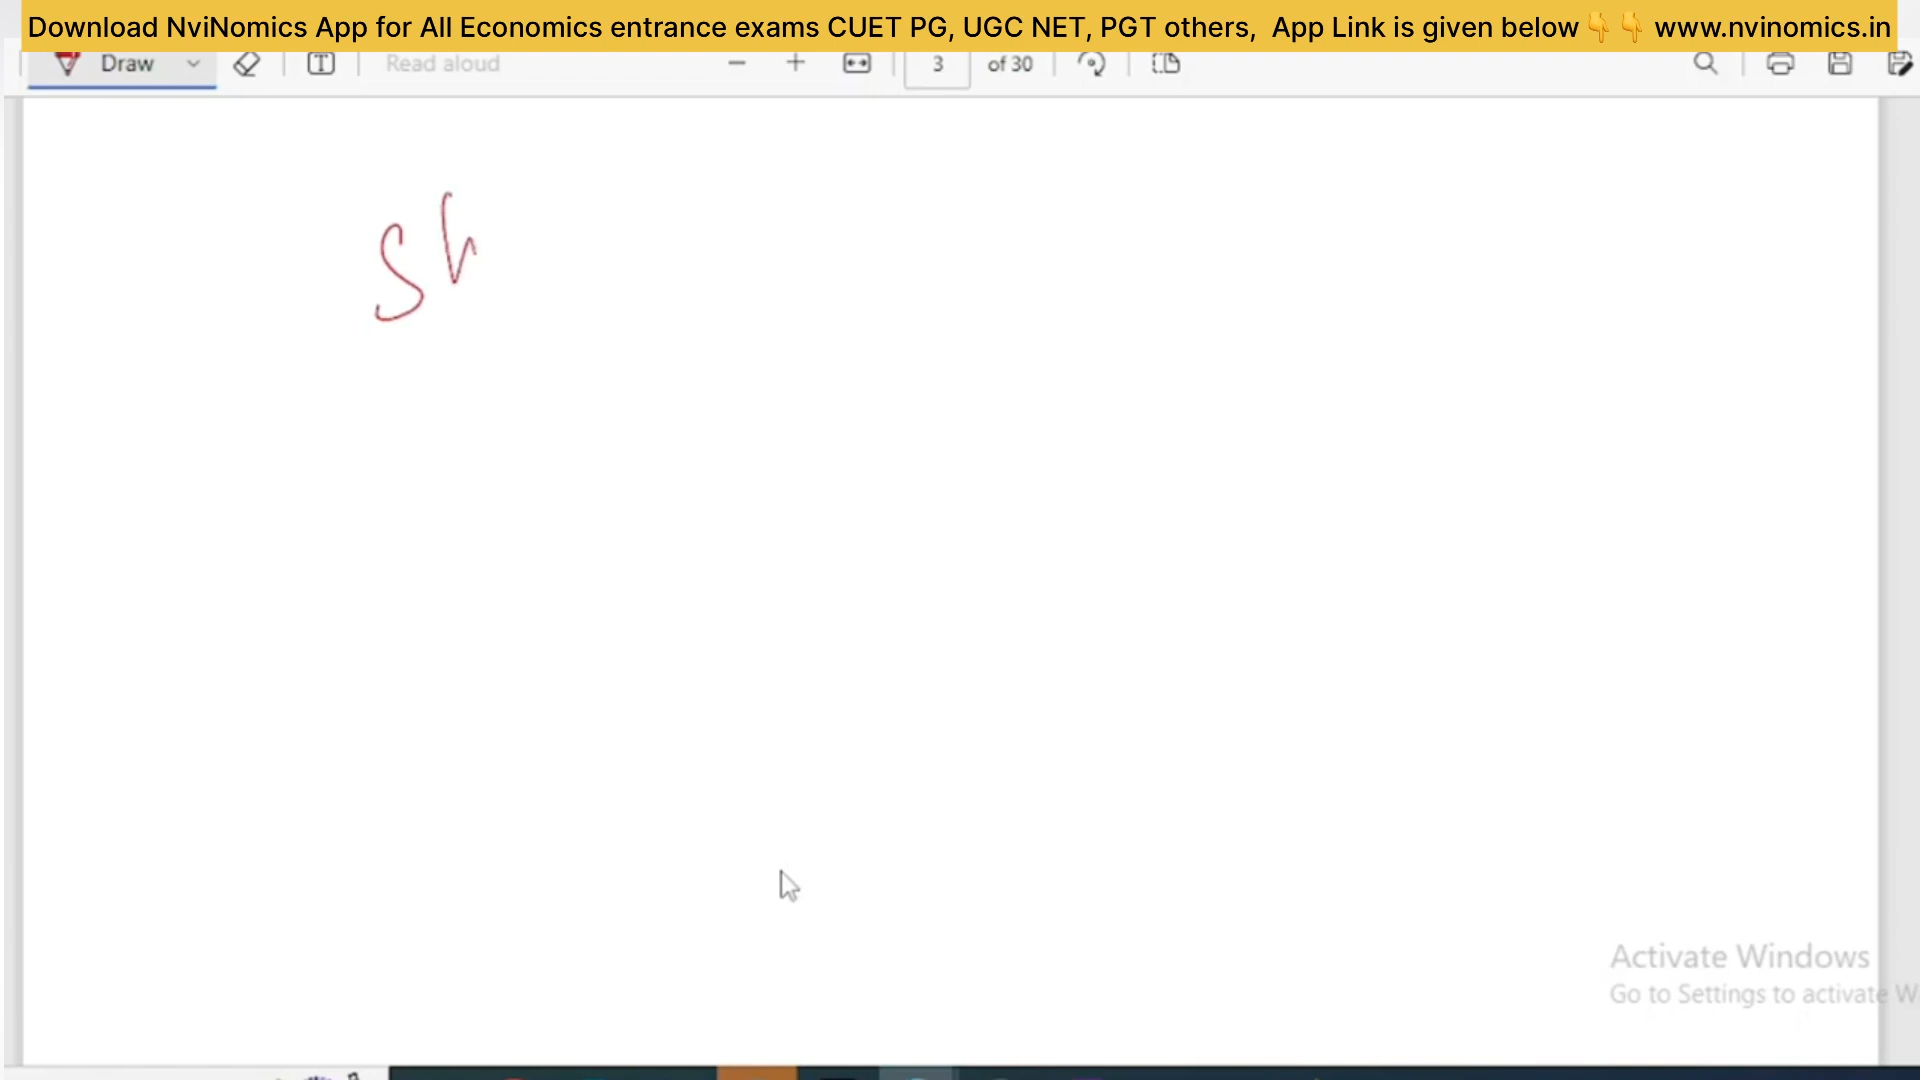 Download NviNomics App for All Economics entrance exams CUET PG, UGC NET, PGT others, App Link is given below👇👇 www.nvinomics.in
Draw Read aloud 3 of 30
Sh
Activate Windows
Go to Settings to activate W